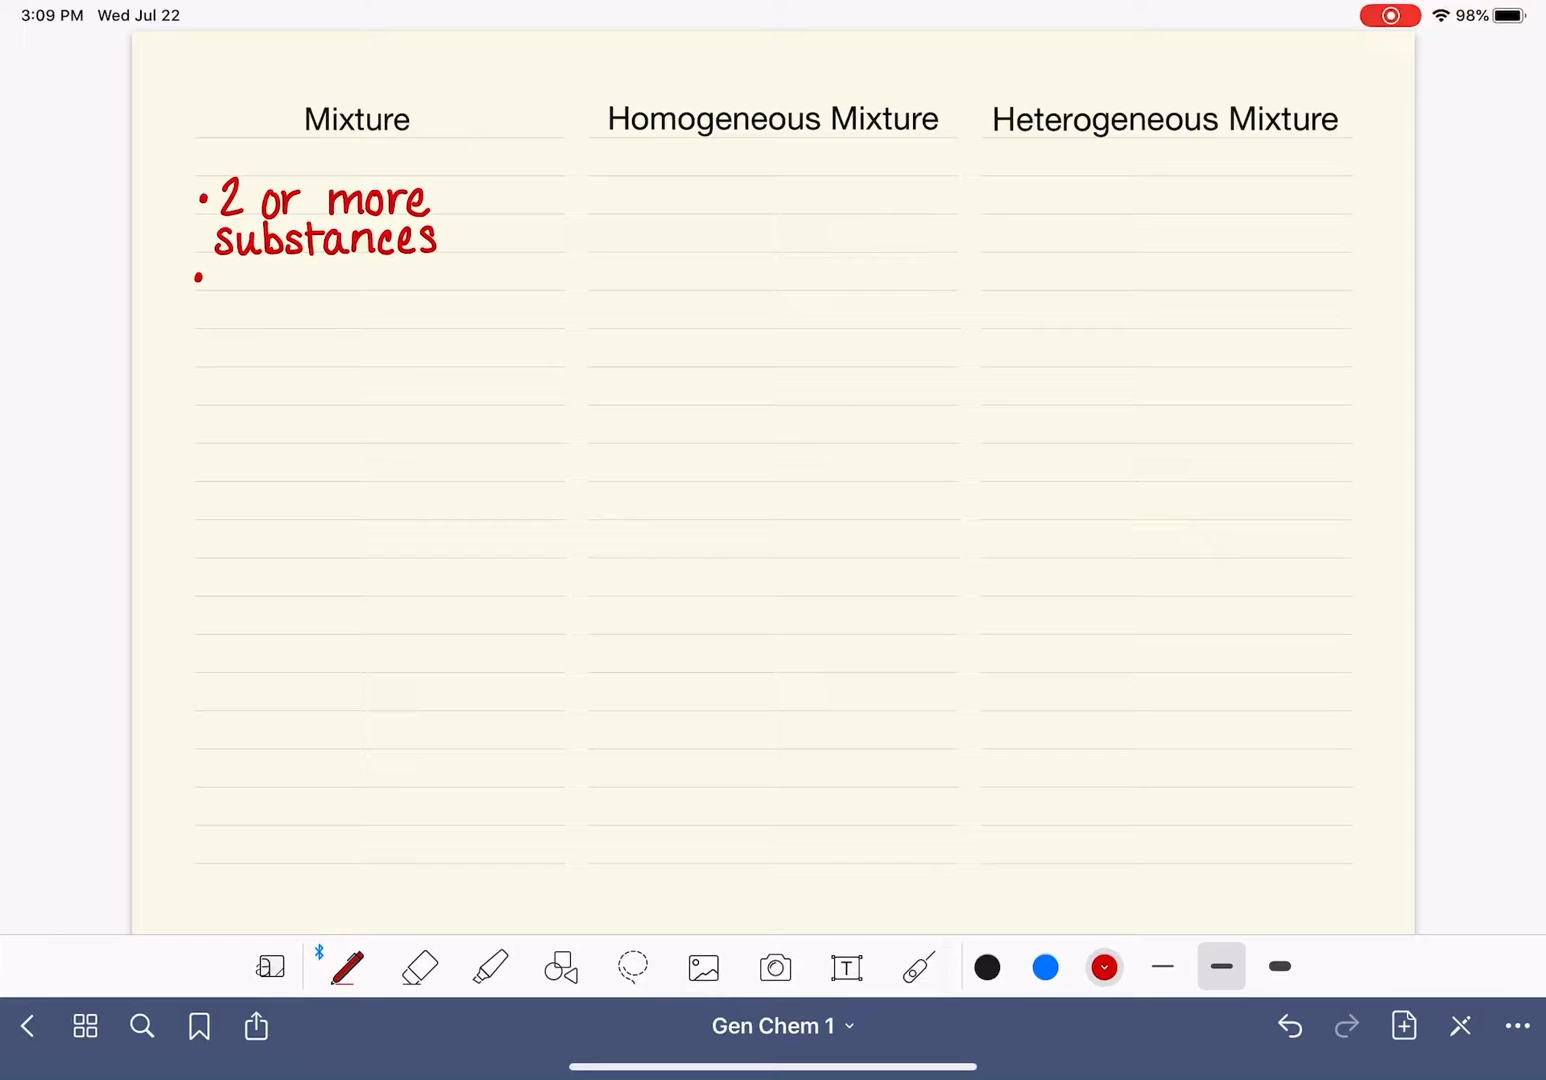 3:09 PM Wed Jul 22
98%
Mixture
Homogeneous Mixture
Heterogeneous Mixture
• 2 or more
substances
•
T
Gen Chem 1